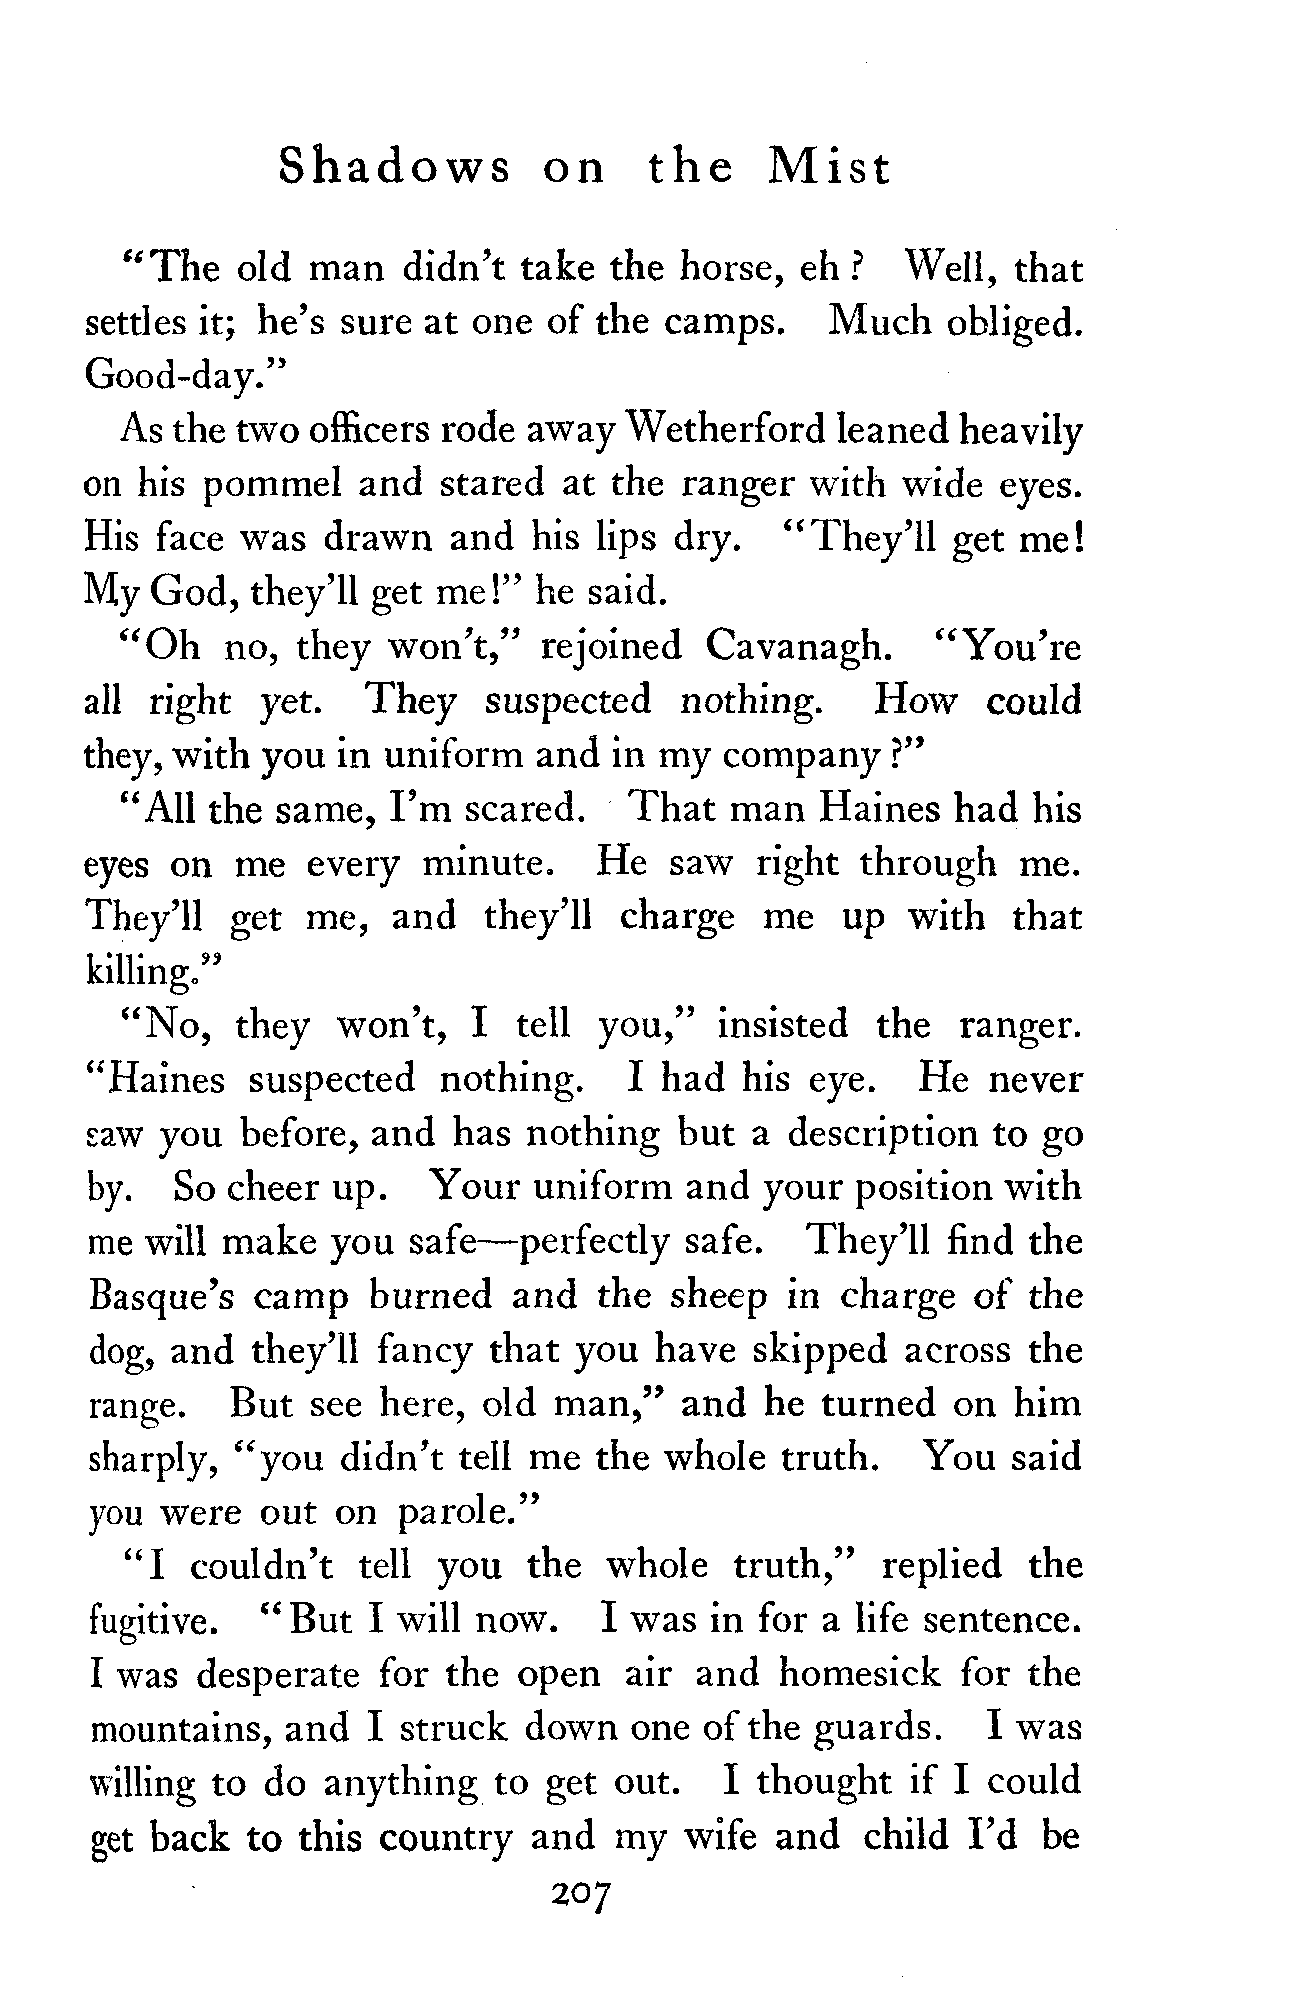 Shadows on the Mist
“The old man didn’t take the horse, eh? Well, that
settles it; he’s sure at one of the camps. Much obliged.
Good-day.”
As the two officers rode away Wetherford leaned heavily
on his pommel and stared at the ranger with wide eyes.
His face was drawn and his lips dry. “They’ll get me!
My God, they’ll get me!” he said.
“Oh no, they won’t,” rejoined Cavanagh. “You’re
all right yet. They suspected nothing. How could
they, with you in uniform and in my company?”
“All the same, I’m scared. That man Haines had his
eyes on me every minute. He saw right through me.
They’ll get me, and they’ll charge me up with that
killing.”
“No, they won’t, I tell you,” insisted the ranger.
“Haines suspected nothing. I had his eye. He never
saw you before, and has nothing but a description to go
by. So cheer up. Your uniform and your position with
me will make you safe—perfectly safe. They’ll find the
Basque’s camp burned and the sheep in charge of the
dog, and they’ll fancy that you have skipped across the
range. But see here, old man,” and he turned on him
sharply, “you didn’t tell me the whole truth. You said
you were out on parole.”
“I couldn’t tell you the whole truth,” replied the
fugitive. “But I will now. I was in for a life sentence.
I was desperate for the open air and homesick for the
mountains, and I struck down one of the guards. I was
willing to do anything to get out. I thought if I could
get back to this country and my wife and child I’d be
207